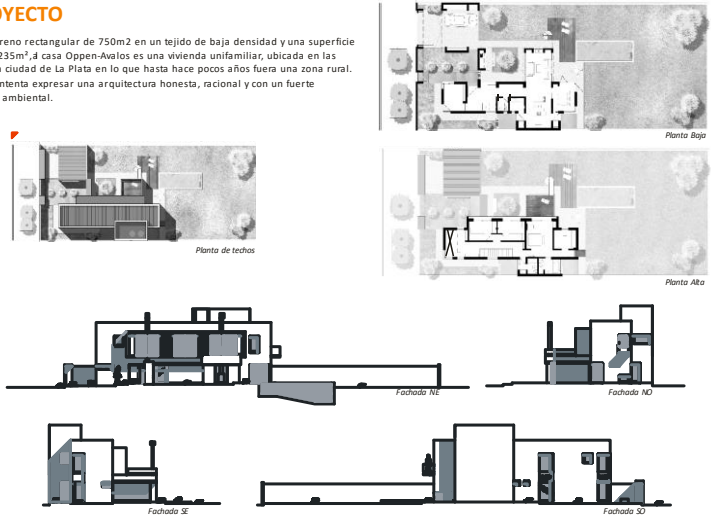 OYECTO
reno rectangular de 750m2 en un tejido de baja densidad y una superficie
235m², la casa Oppen-Avalos es una vivienda unifamiliar, ubicada en las
ciudad de La Plata en lo que hasta hace pocos años fuera una zona rural.
ntenta expresar una arquitectura honesta, racional y con un fuerte
ambiental.
Planta Baja
Planta de techos
Planta Alta
Fachada NE
Fachada NO
Fachada SE
Fachada SO